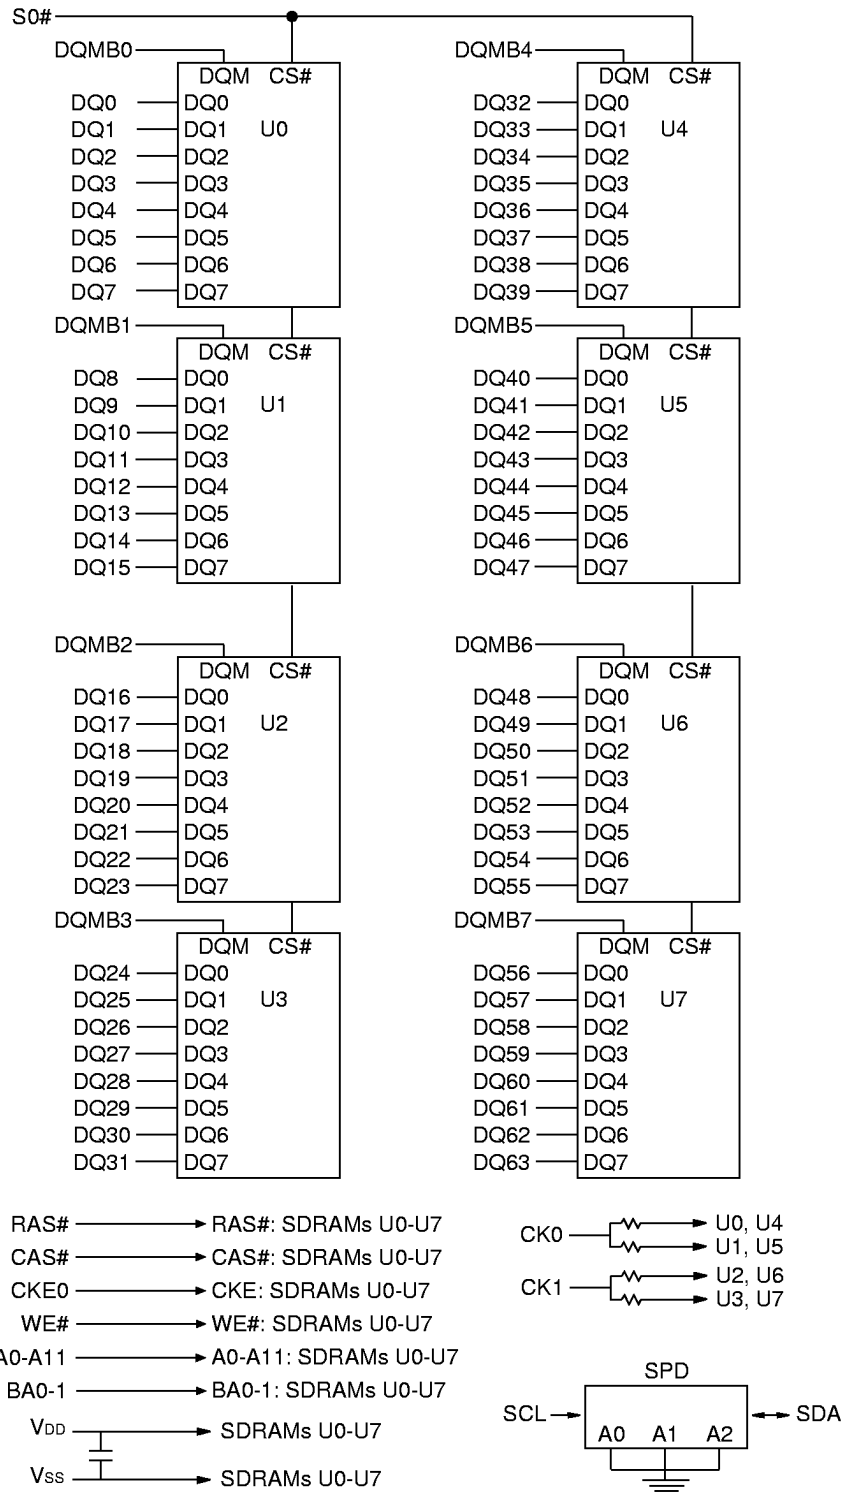 S0#
DQMB0
DQM CS#
DQ0 DQ0
DQ1 DQ1 U0
DQ2 DQ2
DQ3 DQ3
DQ4 DQ4
DQ5 DQ5
DQ6 DQ6
DQ7 DQ7
DQMB1
DQM CS#
DQ8 DQ0
DQ9 DQ1 U1
DQ10 DQ2
DQ11 DQ3
DQ12 DQ4
DQ13 DQ5
DQ14 DQ6
DQ15 DQ7
DQMB2
DQM CS#
DQ16 DQ0
DQ17 DQ1 U2
DQ18 DQ2
DQ19 DQ3
DQ20 DQ4
DQ21 DQ5
DQ22 DQ6
DQ23 DQ7
DQMB3
DQM CS#
DQ24 DQ0
DQ25 DQ1 U3
DQ26 DQ2
DQ27 DQ3
DQ28 DQ4
DQ29 DQ5
DQ30 DQ6
DQ31 DQ7
DQMB4
DQM CS#
DQ32 DQ0
DQ33 DQ1 U4
DQ34 DQ2
DQ35 DQ3
DQ36 DQ4
DQ37 DQ5
DQ38 DQ6
DQ39 DQ7
DQMB5
DQM CS#
DQ40 DQ0
DQ41 DQ1 U5
DQ42 DQ2
DQ43 DQ3
DQ44 DQ4
DQ45 DQ5
DQ46 DQ6
DQ47 DQ7
DQMB6
DQM CS#
DQ48 DQ0
DQ49 DQ1 U6
DQ50 DQ2
DQ51 DQ3
DQ52 DQ4
DQ53 DQ5
DQ54 DQ6
DQ55 DQ7
DQMB7
DQM CS#
DQ56 DQ0
DQ57 DQ1 U7
DQ58 DQ2
DQ59 DQ3
DQ60 DQ4
DQ61 DQ5
DQ62 DQ6
DQ63 DQ7
RAS# RAS#: SDRAMs U0-U7
CAS# CAS#: SDRAMs U0-U7
CKE0 CKE: SDRAMs U0-U7
WE# WE#: SDRAMs U0-U7
A0-A11 A0-A11: SDRAMs U0-U7
BA0-1 BA0-1: SDRAMs U0-U7
VDD SDRAMs U0-U7
VSS SDRAMs U0-U7
CK0
U0, U4
U1, U5
CK1
U2, U6
U3, U7
SPD
SCL SDA
A0 A1 A2